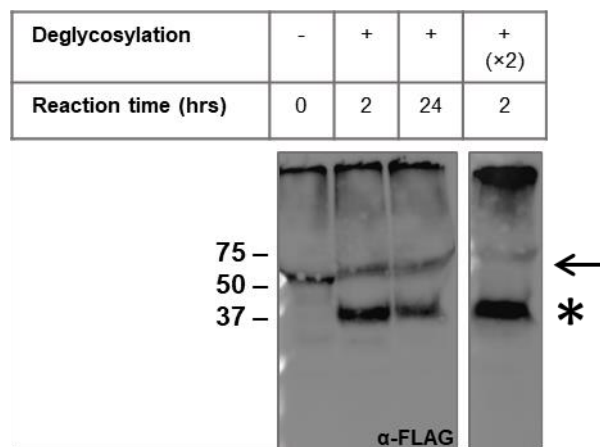 Deglycosylation - + + +
(×2)
Reaction time (hrs) 0 2 24 2
75 –
50 –
37 –
*
α-FLAG